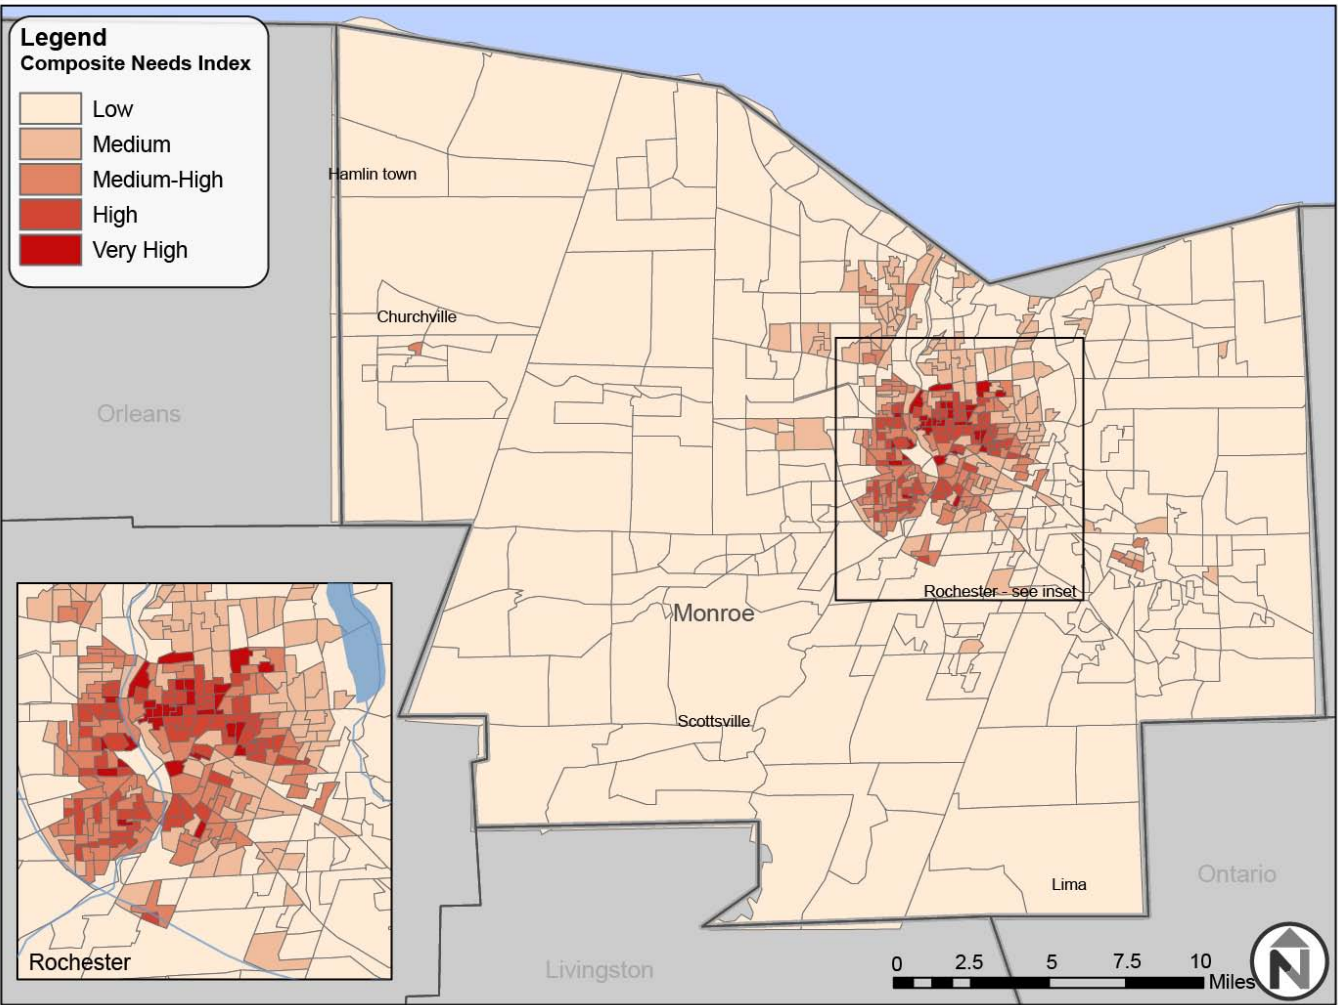 Legend
Composite Needs Index
Low
Medium
Medium-High
High
Very High
Hamlin town
Churchville
Orleans
Rochester - see inset
Monroe
Scottsville
Lima
Ontario
Livingston
Rochester
0 2.5 5 7.5 10
Miles
N